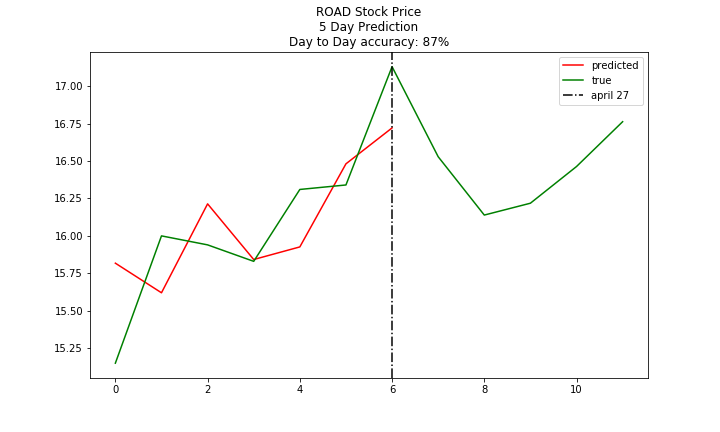 ROAD Stock Price
5 Day Prediction
Day to Day accuracy: 87%
predicted
true
april 27
17.00
16.75
16.50
16.25
16.00
15.75
15.50
15.25
0 2 4 6 8 10